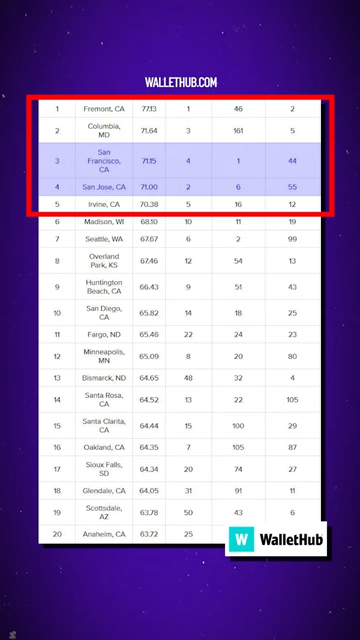 WALLETHUB.COM
1 Fremont, CA 77.13 1 46 2
2 Columbia, MD 71.64 3 161 5
3 San Francisco, CA 71.15 4 1 44
4 San Jose, CA 71.00 2 6 55
5 Irvine, CA 70.38 5 16 12
6 Madison, WI 68.10 10 11 19
7 Seattle, WA 67.67 6 2 99
8 Overland Park, KS 67.46 12 54 13
9 Huntington Beach, CA 66.43 9 51 43
10 San Diego, CA 65.82 14 18 25
11 Fargo, ND 65.46 22 24 23
12 Minneapolis, MN 65.09 8 20 80
13 Bismarck, ND 64.65 48 32 4
14 Santa Rosa, CA 64.52 13 22 105
15 Santa Clarita, CA 64.44 15 100 29
16 Oakland, CA 64.35 7 105 87
17 Sioux Falls, SD 64.34 20 74 27
18 Glendale, CA 64.05 31 91 11
19 Scottsdale, AZ 63.78 50 43 6
20 Anaheim, CA 63.72 25
W WalletHub